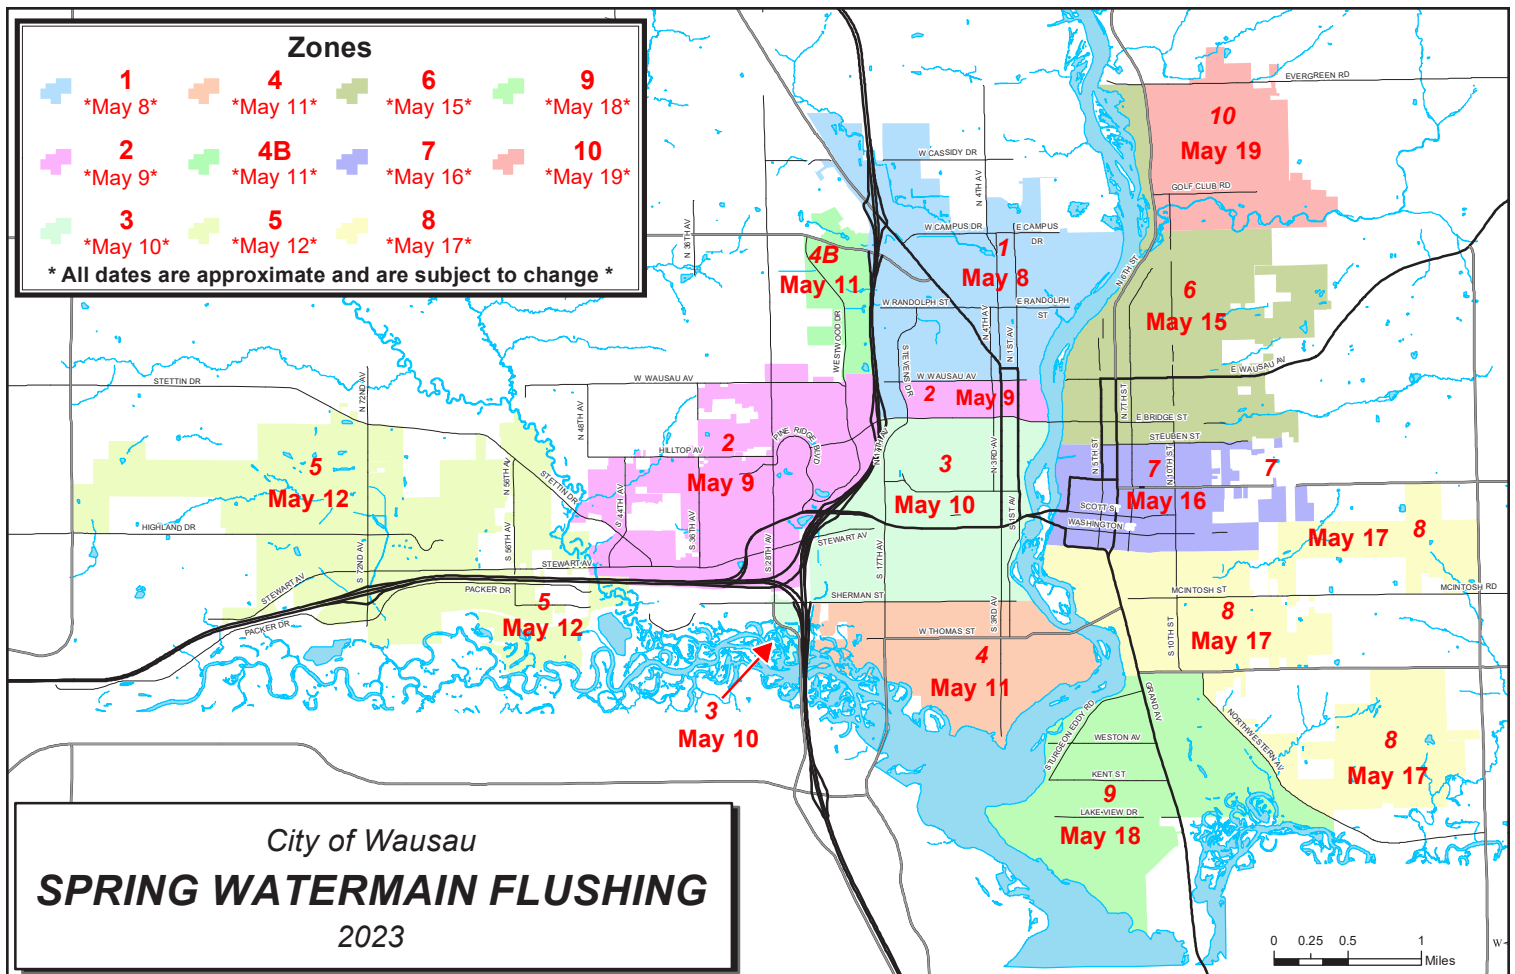 Zones
1
*May 8*
4
*May 11*
6
*May 15*
9
*May 18*
2
*May 9*
4B
*May 11*
7
*May 16*
10
*May 19*
3
*May 10*
5
*May 12*
8
*May 17*
* All dates are approximate and are subject to change *
EVERGREEN RD
10
May 19
GOLF CLUB RD
W CASSIDY DR
N 4TH AV
W CAMPUS DR
E CAMPUS
DR
1
May 8
N 36TH AV
4B
May 11
WESTWOOD DR
W RANDOLPH ST
E RANDOLPH
ST
N 4TH AV
N 1ST AV
STEVENS DR
N 6TH ST
6
May 15
E WAUSAU AV
STETTIN DR
N 72ND AV
W WAUSAU AV
W WAUSAU AV
2
May 9
N 7TH ST
E BRIDGE ST
STEUBEN ST
N 48TH AV
2
May 9
PINE RIDGE BLVD
HILLTOP AV
N 17TH AV
3
May 10
N 3RD AV
N 5TH ST
N 10TH ST
7
May 16
7
5
May 12
N 56TH AV
STETTIN DR
S 44TH AV
S 36TH AV
S 28TH AV
SCOTT ST
WASHINGTON
S 1ST AV
HIGHLAND DR
S 56TH AV
STEWART AV
STEWART AV
S 17TH AV
May 17
8
S 72ND AV
STEWART AV
PACKER DR
PACKER DR
5
May 12
SHERMAN ST
S 3RD AV
MCINTOSH ST
MCINTOSH RD
8
May 17
S 10TH ST
W THOMAS ST
4
May 11
3
May 10
GRAND AV
STURGEON EDDY RD
NORTHWESTERN AV
WESTON AV
KENT ST
9
LAKE VIEW DR
May 18
8
May 17
City of Wausau
SPRING WATERMAIN FLUSHING
2023
0 0.25 0.5 1
Miles
W